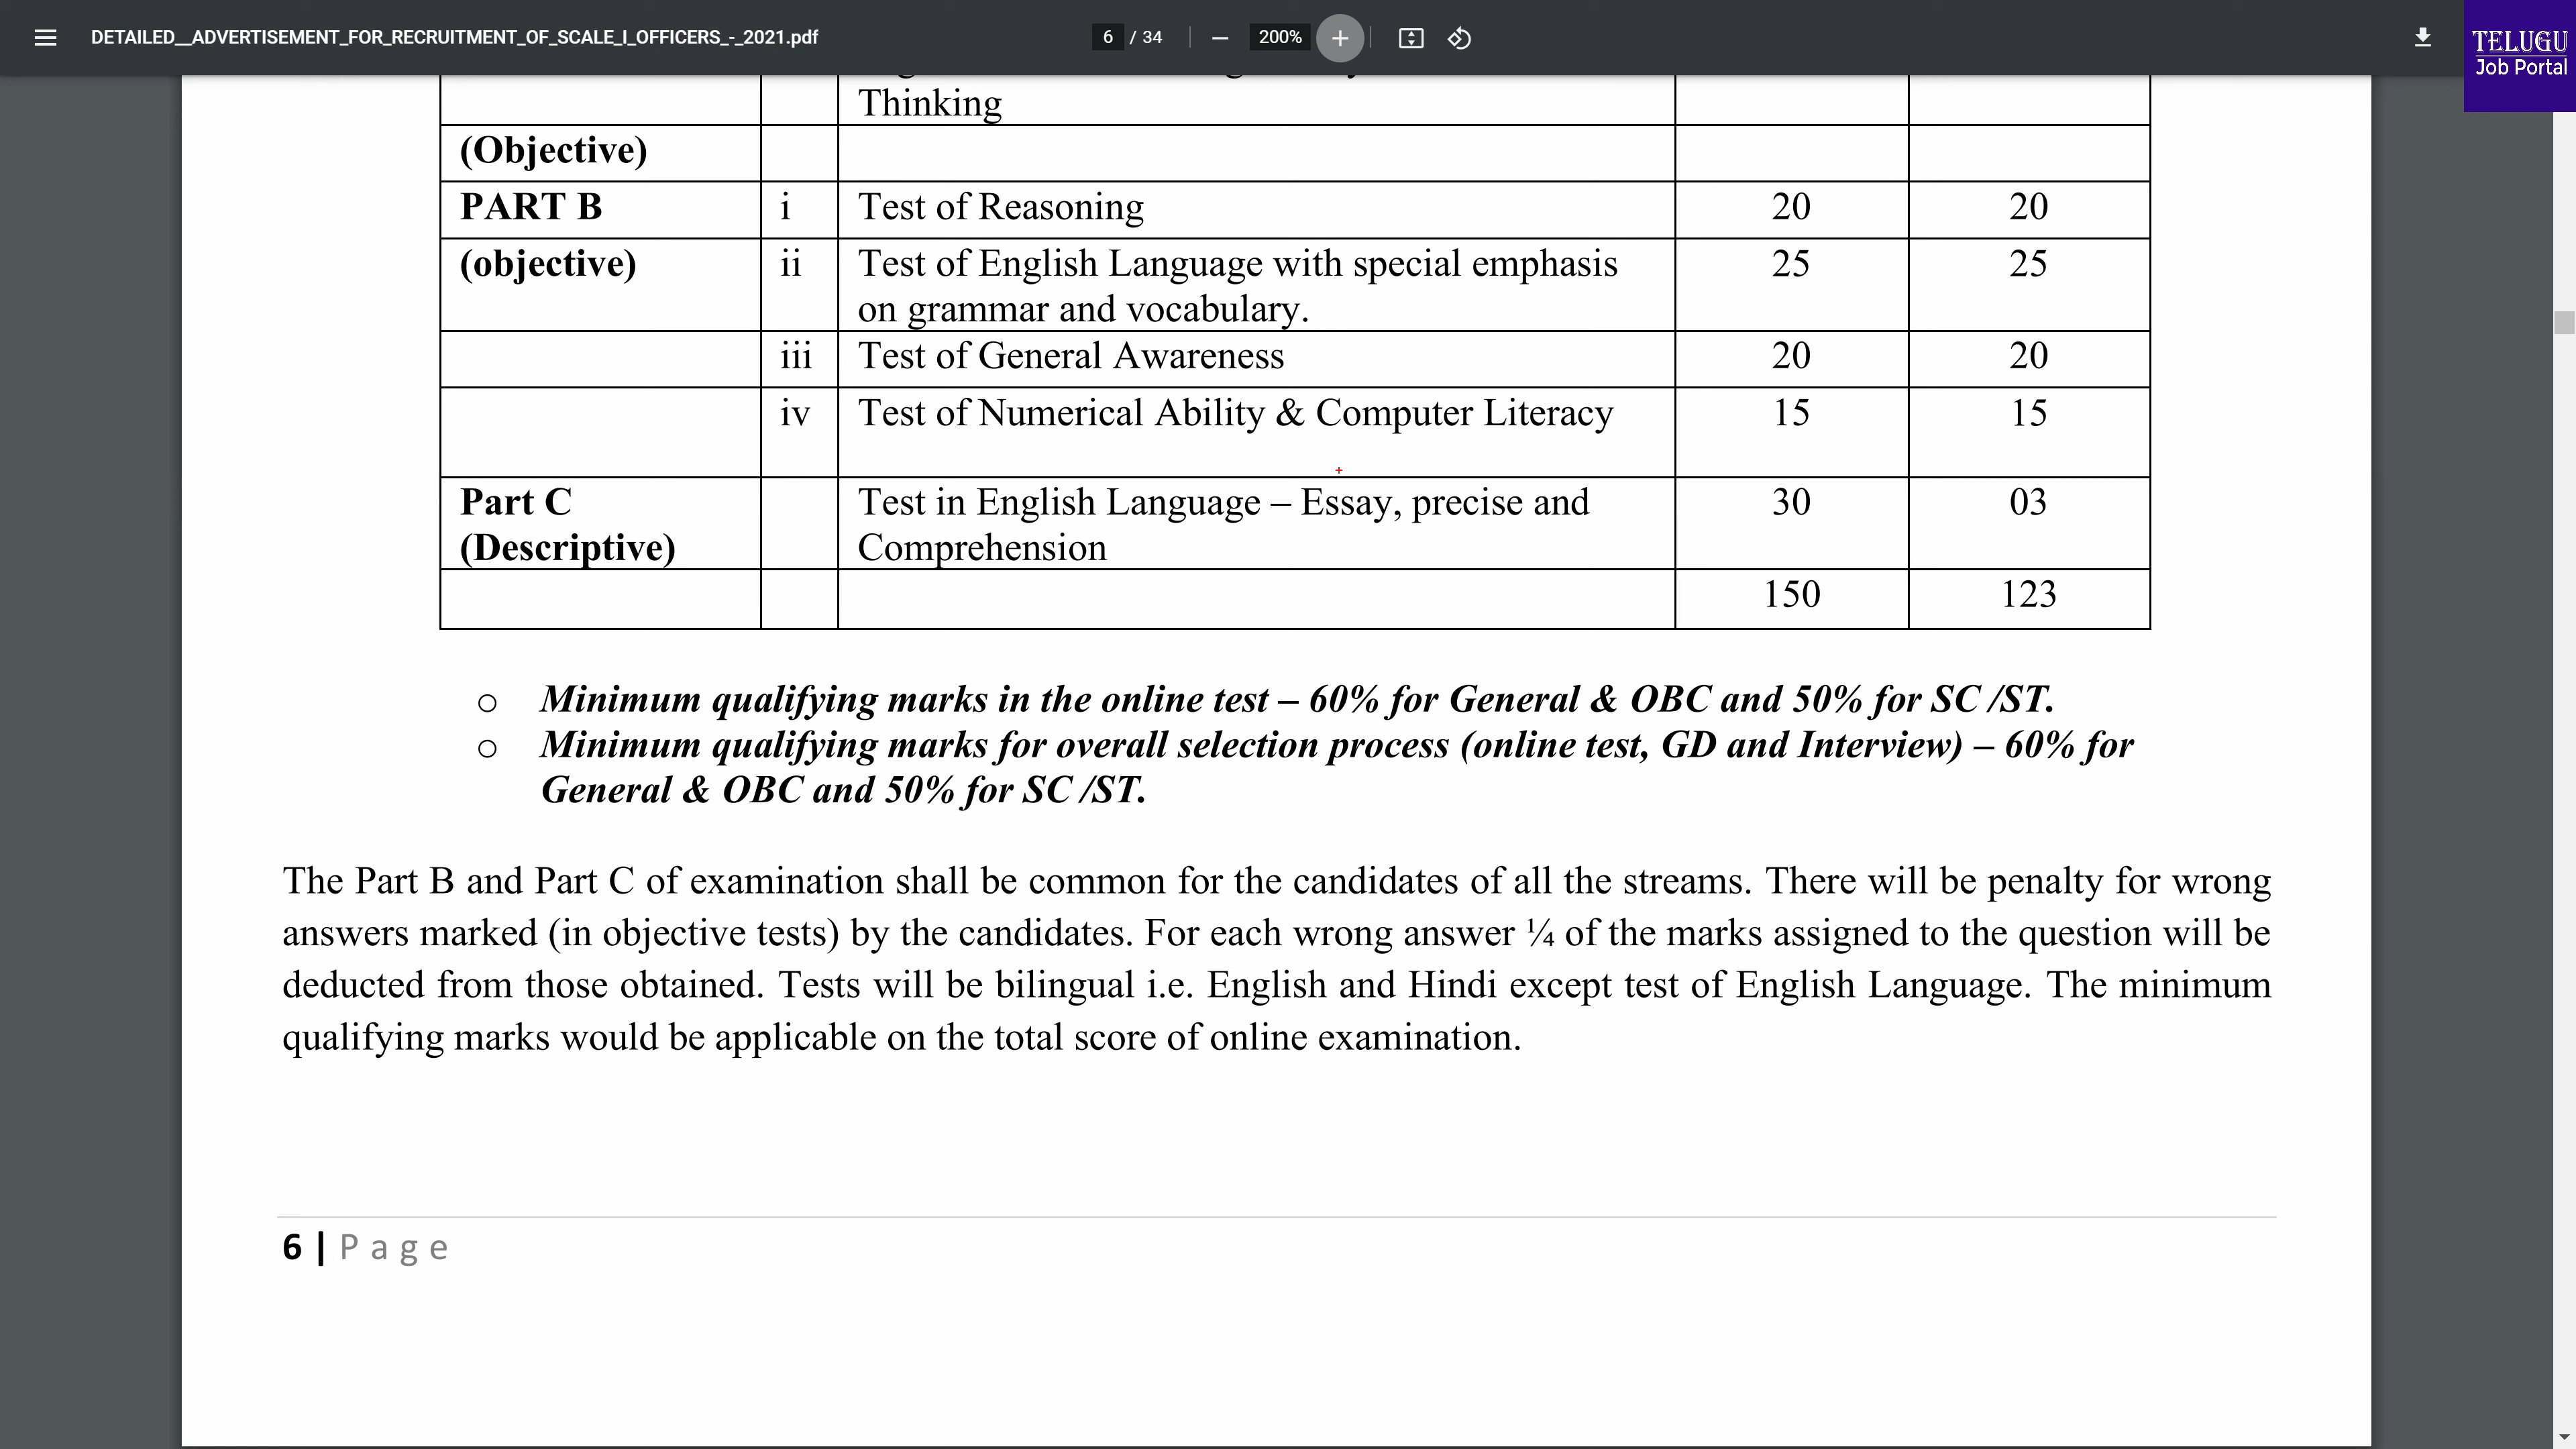 DETAILED__ADVERTISEMENT_FOR_RECRUITMENT_OF_SCALE_I_OFFICERS_-_2021.pdf
6 / 34
200%
TELUGU
Job Portal
Thinking
(Objective)
PART B i Test of Reasoning 20 20
(objective) ii Test of English Language with special emphasis 25 25
on grammar and vocabulary.
iii Test of General Awareness 20 20
iv Test of Numerical Ability & Computer Literacy 15 15
Part C Test in English Language – Essay, precise and 30 03
(Descriptive) Comprehension
150 123
o Minimum qualifying marks in the online test – 60% for General & OBC and 50% for SC /ST.
o Minimum qualifying marks for overall selection process (online test, GD and Interview) – 60% for
General & OBC and 50% for SC /ST.
The Part B and Part C of examination shall be common for the candidates of all the streams. There will be penalty for wrong
answers marked (in objective tests) by the candidates. For each wrong answer ¼ of the marks assigned to the question will be
deducted from those obtained. Tests will be bilingual i.e. English and Hindi except test of English Language. The minimum
qualifying marks would be applicable on the total score of online examination.
6 | Page